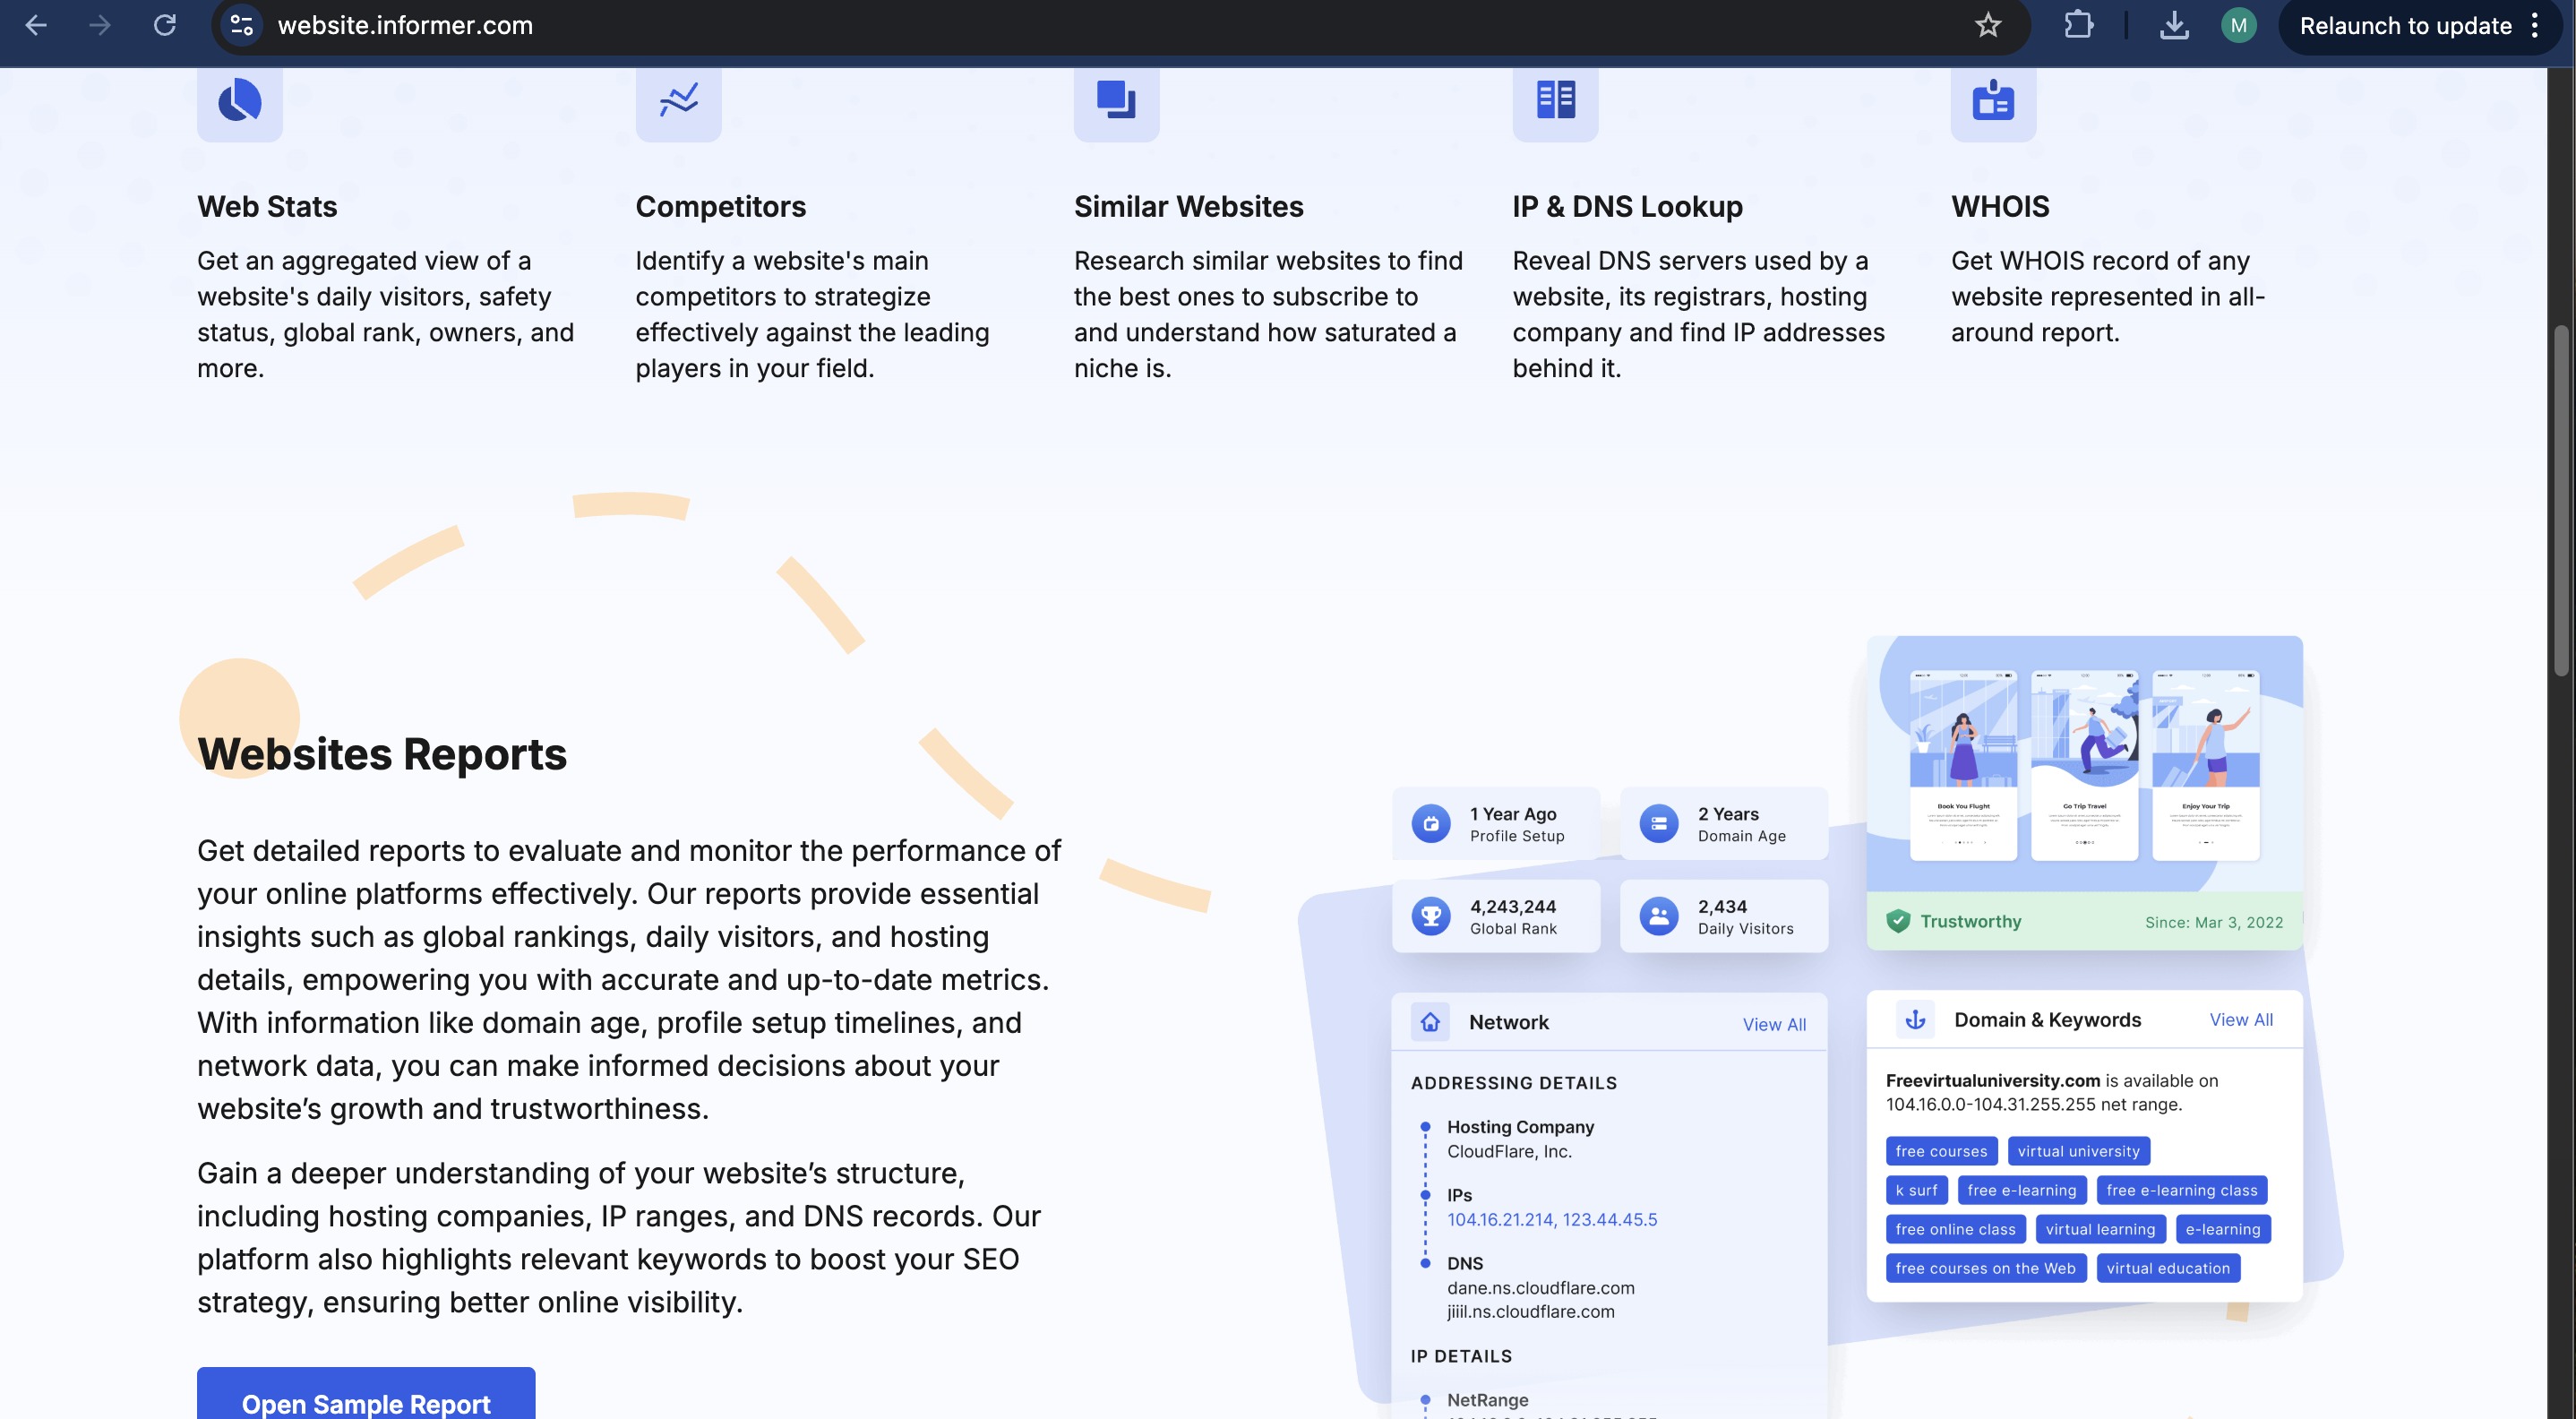 website.informer.com
M
Relaunch to update
Web Stats
Get an aggregated view of a
website's daily visitors, safety
status, global rank, owners, and
more.
Competitors
Identify a website's main
competitors to strategize
effectively against the leading
players in your field.
Similar Websites
Research similar websites to find
the best ones to subscribe to
and understand how saturated a
niche is.
IP & DNS Lookup
Reveal DNS servers used by a
website, its registrars, hosting
company and find IP addresses
behind it.
WHOIS
Get WHOIS record of any
website represented in all-
around report.
Websites Reports
Get detailed reports to evaluate and monitor the performance of
your online platforms effectively. Our reports provide essential
insights such as global rankings, daily visitors, and hosting
details, empowering you with accurate and up-to-date metrics.
With information like domain age, profile setup timelines, and
network data, you can make informed decisions about your
website’s growth and trustworthiness.
Gain a deeper understanding of your website’s structure,
including hosting companies, IP ranges, and DNS records. Our
platform also highlights relevant keywords to boost your SEO
strategy, ensuring better online visibility.
Open Sample Report
1 Year Ago
Profile Setup
2 Years
Domain Age
4,243,244
Global Rank
2,434
Daily Visitors
Book You Flught
Go Trip Travel
Enjoy Your Trip
Trustworthy
Since: Mar 3, 2022
Network
View All
ADDRESSING DETAILS
Hosting Company
CloudFlare, Inc.
IPs
104.16.21.214, 123.44.45.5
DNS
dane.ns.cloudflare.com
jiiil.ns.cloudflare.com
IP DETAILS
NetRange
Domain & Keywords
View All
Freevirtualuniversity.com is available on
104.16.0.0-104.31.255.255 net range.
free courses
virtual university
k surf
free e-learning
free e-learning class
free online class
virtual learning
e-learning
free courses on the Web
virtual education